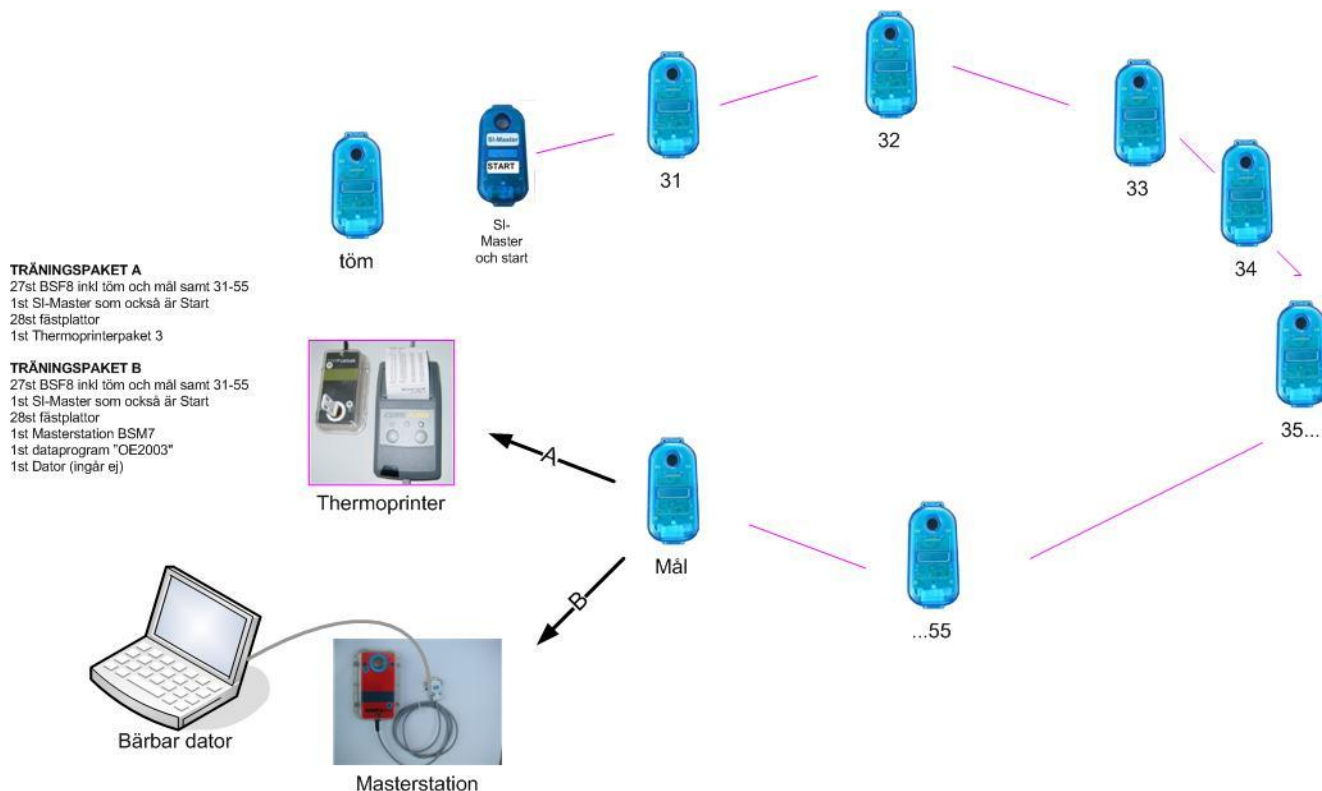 31
32
33
34
35...
...55
töm
SI-Master
START
SI-
Master
och start
TRÄNINGSPAKET A
27st BSF8 inkl töm och mål samt 31-55
1st SI-Master som också är Start
28st fästplattor
1st Thermoprinterpaket 3
TRÄNINGSPAKET B
27st BSF8 inkl töm och mål samt 31-55
1st SI-Master som också är Start
28st fästplattor
1st Masterstation BSM7
1st dataprogram "OE2003"
1st Dator (ingår ej)
Thermoprinter
A
Mål
B
Bärbar dator
Masterstation